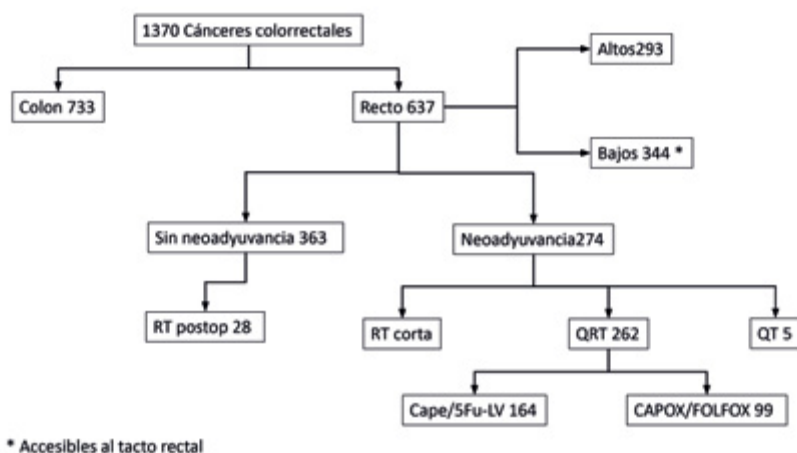 1370 Cánceres colorrectales
Altos293
Colon 733
Recto 637
Bajos 344 *
Sin neoadyuvancia 363
Neoadyuvancia274
RT postop 28
RT corta
QRT 262
QT 5
Cape/5Fu-LV 164
CAPOX/FOLFOX 99
* Accesibles al tacto rectal